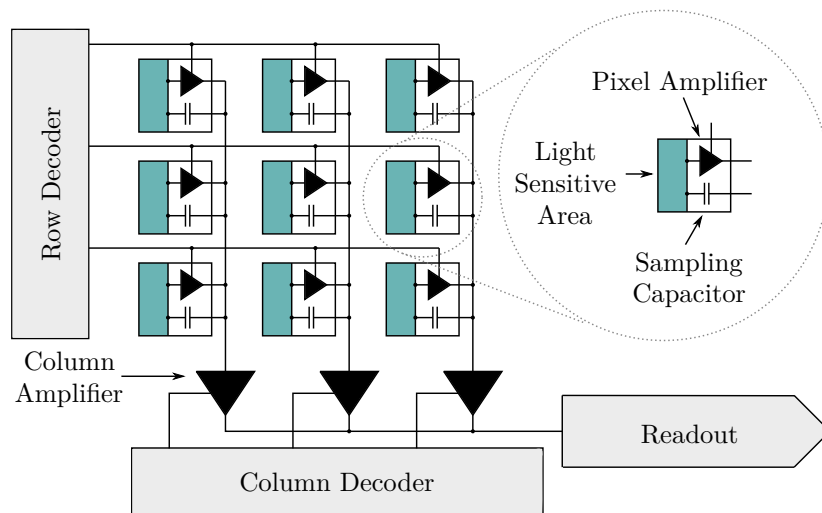 Row Decoder
Pixel Amplifier
Light
Sensitive
Area
Sampling
Capacitor
Column
Amplifier
Readout
Column Decoder